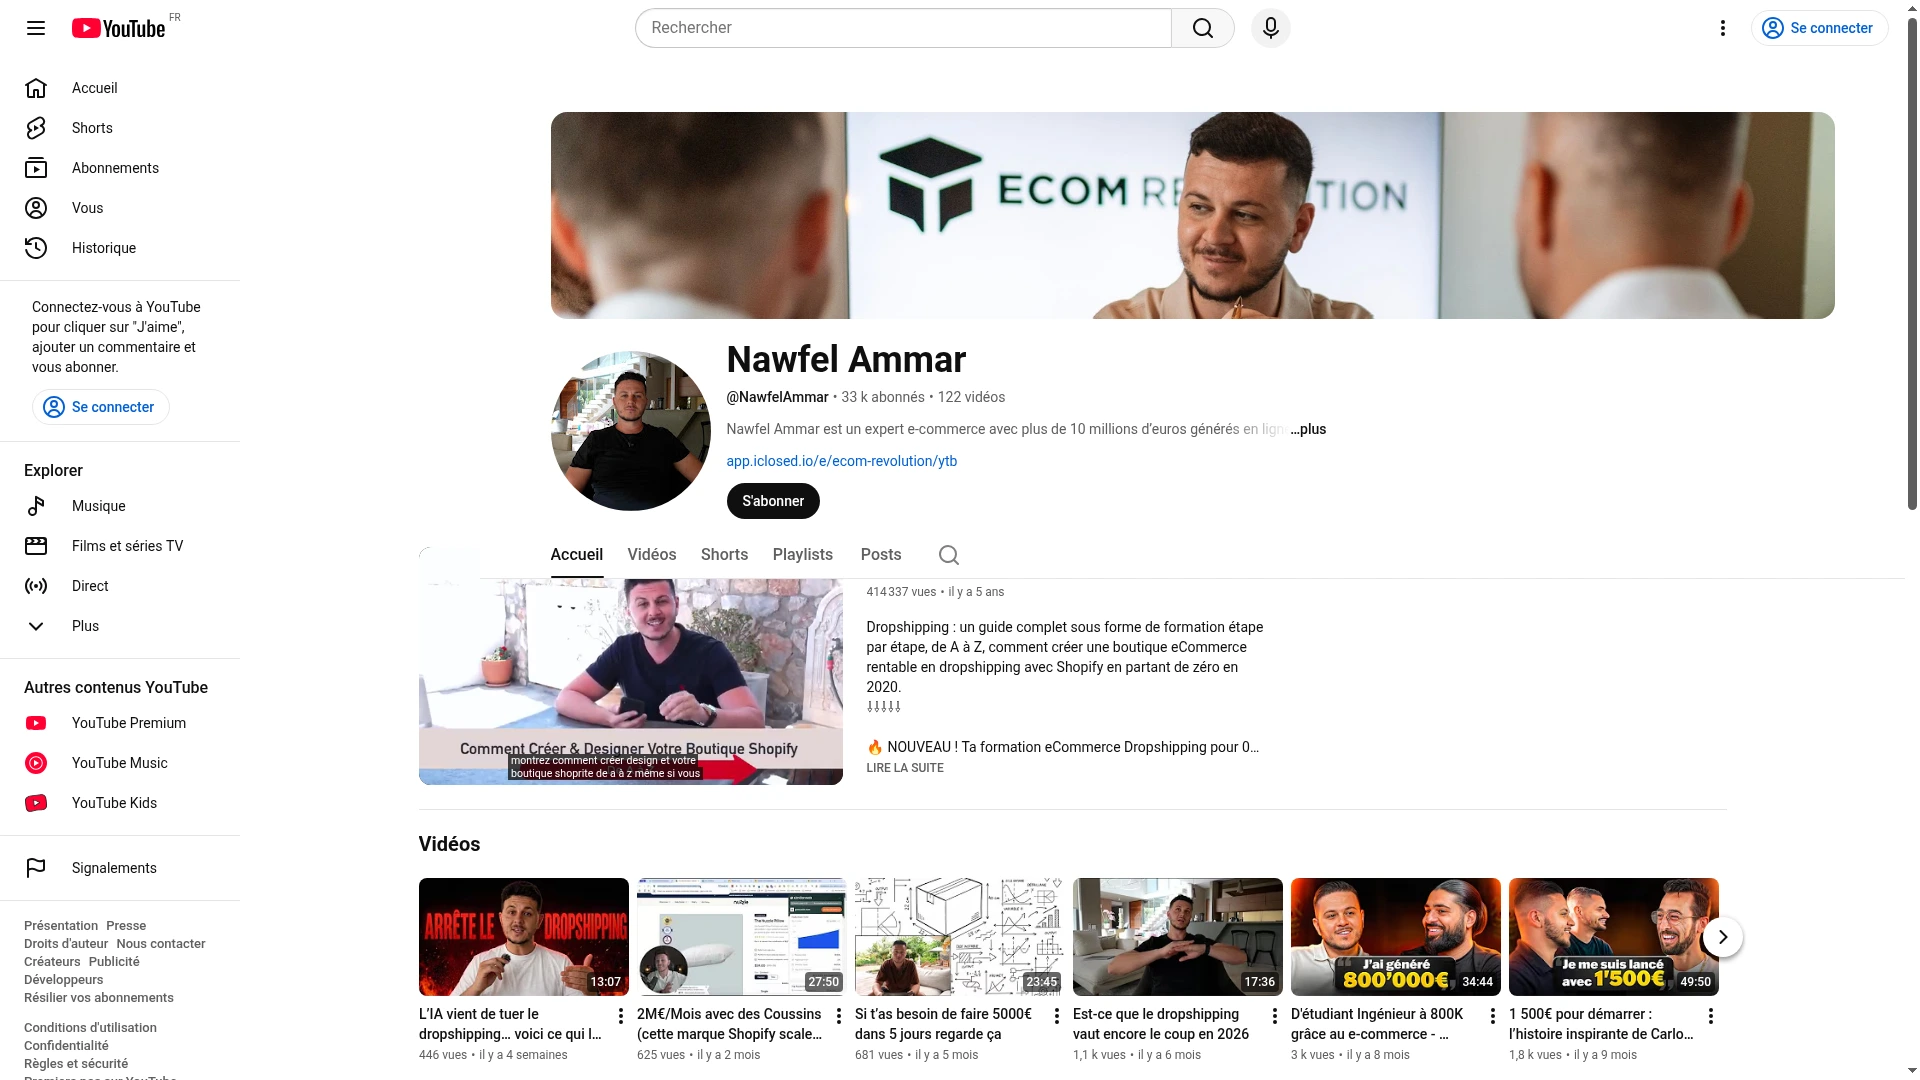 YouTube FR
Rechercher
Se connecter
Accueil
Shorts
Abonnements
Vous
Historique
Connectez-vous à YouTube
pour cliquer sur "J'aime",
ajouter un commentaire et
vous abonner.
Se connecter
Explorer
Musique
Films et séries TV
Direct
Plus
Autres contenus YouTube
YouTube Premium
YouTube Music
YouTube Kids
Signalements
Présentation Presse
Droits d'auteur Nous contacter
Créateurs Publicité
Développeurs
Résilier vos abonnements
Conditions d'utilisation
Confidentialité
Règles et sécurité
ECOM RE TION
Nawfel Ammar
@NawfelAmmar • 33 k abonnés • 122 vidéos
Nawfel Ammar est un expert e-commerce avec plus de 10 millions d’euros générés en ligne ...plus
app.iclosed.io/e/ecom-revolution/ytb
S'abonner
Accueil Vidéos Shorts Playlists Posts
414 337 vues • il y a 5 ans
Dropshipping : un guide complet sous forme de formation étape
par étape, de A à Z, comment créer une boutique eCommerce
rentable en dropshipping avec Shopify en partant de zéro en
2020.
⇩⇩⇩⇩⇩
🔥 NOUVEAU ! Ta formation eCommerce Dropshipping pour 0...
LIRE LA SUITE
Comment Créer & Designer Votre Boutique Shopify
montrez comment créer design et votre
boutique shoprite de a à z même si vous
Vidéos
ARRÊTE LE DROPSHIPPING
13:07
L’IA vient de tuer le
dropshipping… voici ce qui l...
446 vues • il y a 4 semaines
27:50
2M€/Mois avec des Coussins
(cette marque Shopify scale...
625 vues • il y a 2 mois
23:45
Si t’as besoin de faire 5000€
dans 5 jours regarde ça
681 vues • il y a 5 mois
17:36
Est-ce que le dropshipping
vaut encore le coup en 2026
1,1 k vues • il y a 6 mois
J'ai généré
800'000€
34:44
D'étudiant Ingénieur à 800K
grâce au e-commerce - ...
3 k vues • il y a 8 mois
Je me suis lancé
avec 1'500€
49:50
1 500€ pour démarrer :
l’histoire inspirante de Carlo...
1,8 k vues • il y a 9 mois